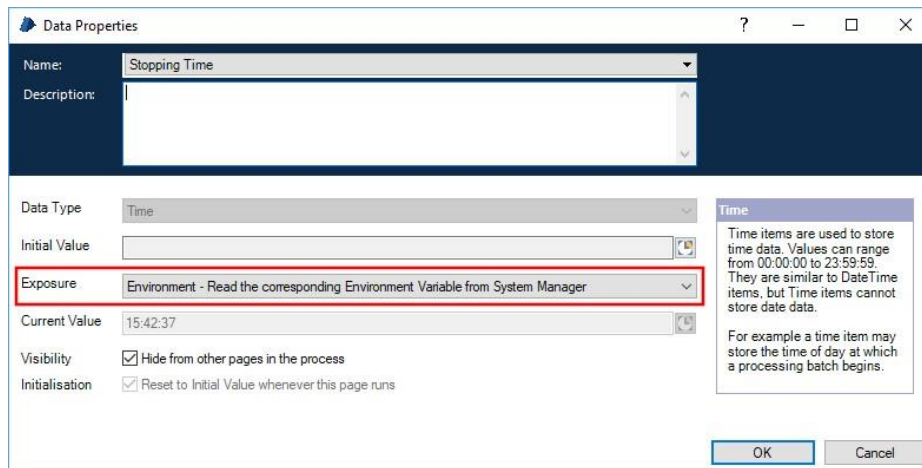 Data Properties
?
Name:
Stopping Time
Description:
Data Type
Time
Initial Value
Exposure
Environment - Read the corresponding Environment Variable from System Manager
Current Value
15:42:37
Visibility
Hide from other pages in the process
Initialisation
Reset to Initial Value whenever this page runs
Time
Time items are used to store
time data. Values can range
from 00:00:00 to 23:59:59.
They are similar to DateTime
items, but Time items cannot
store date data.
For example a time item may
store the time of day at which
a processing batch begins.
OK
Cancel